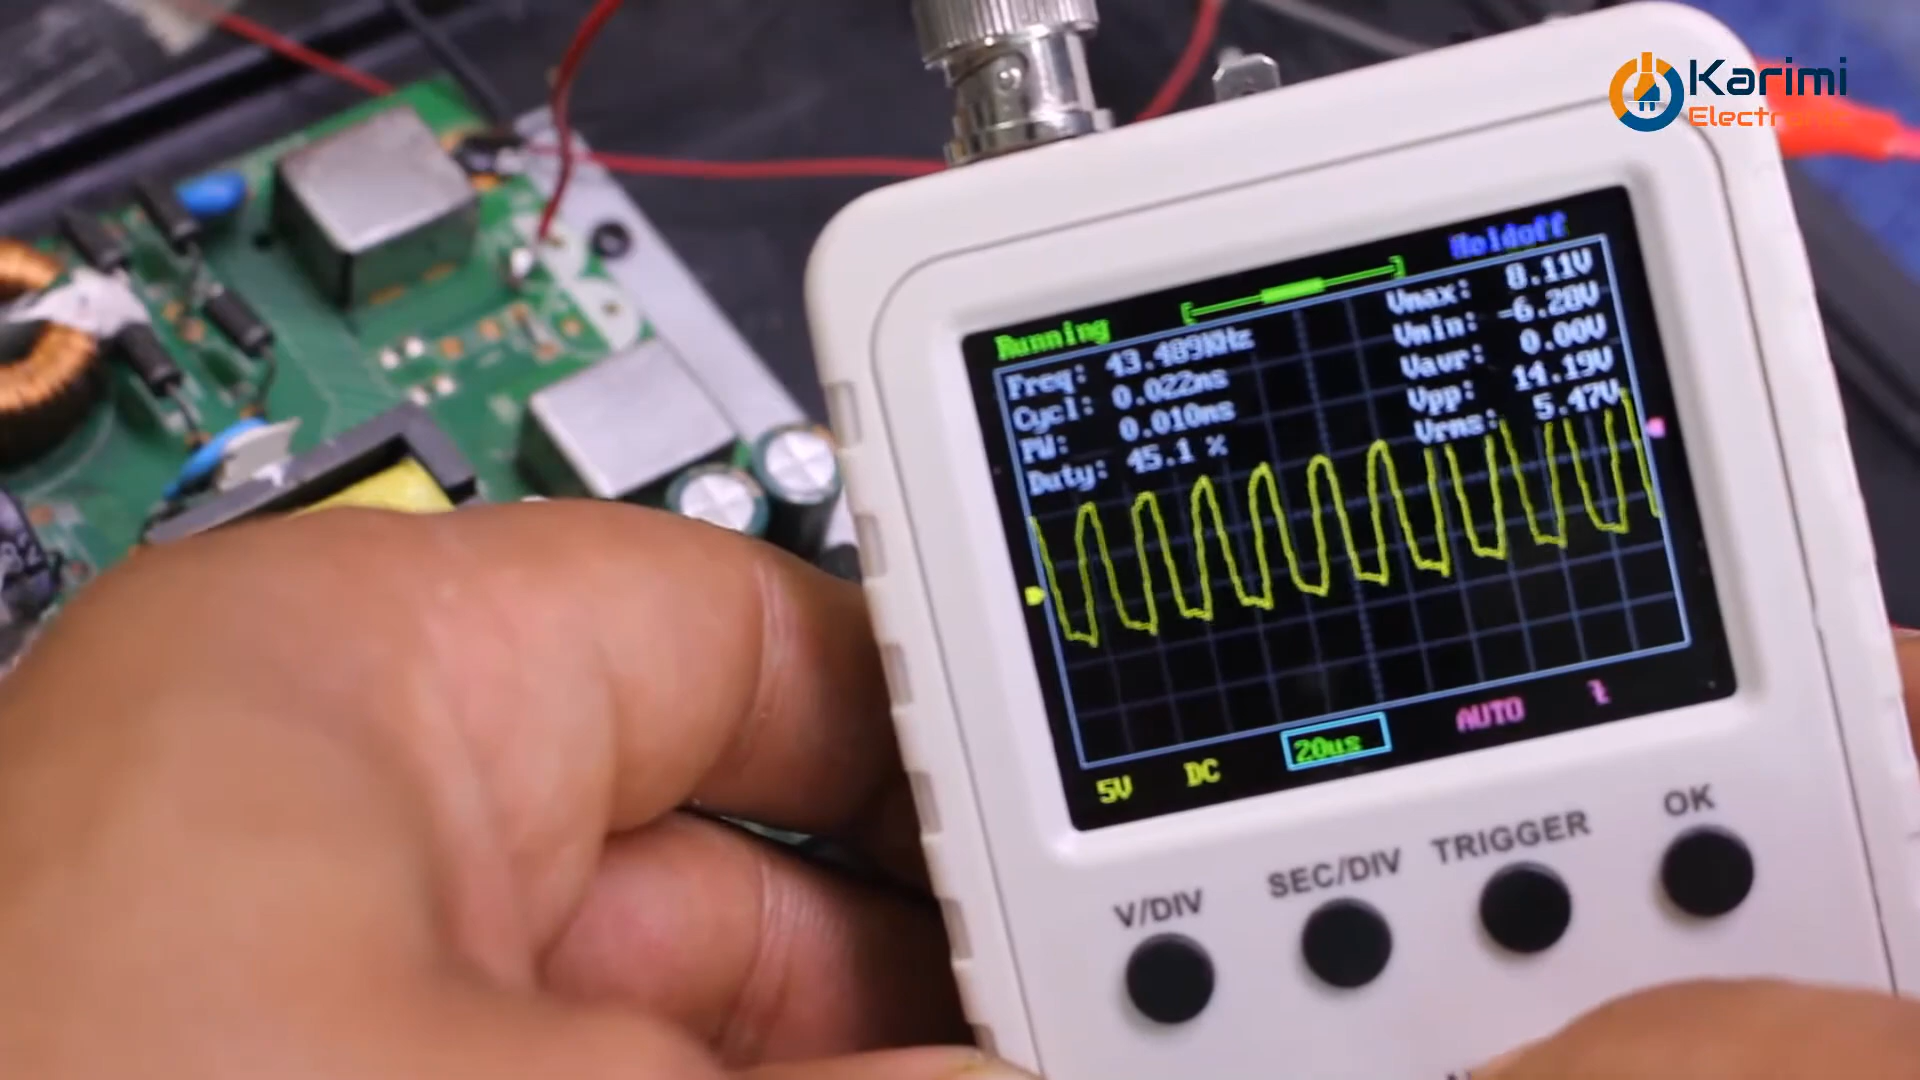 Karimi
Holdoff
Running
Freq: 43.489KHz
Cycl: 0.022ms
PW: 0.010ms
Duty: 45.1 %
Vmax: 8.11V
Vmin: -6.28V
Vavr: 0.00V
Vpp: 14.19V
Vrms: 5.47V
5V DC 20us AUTO
V/DIV SEC/DIV TRIGGER OK